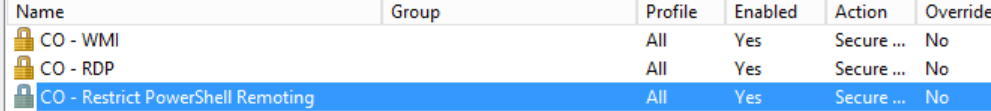 Name Group Profile Enabled Action Override
CO - WMI All Yes Secure ... No
CO - RDP All Yes Secure ... No
CO - Restrict PowerShell Remoting All Yes Secure ... No